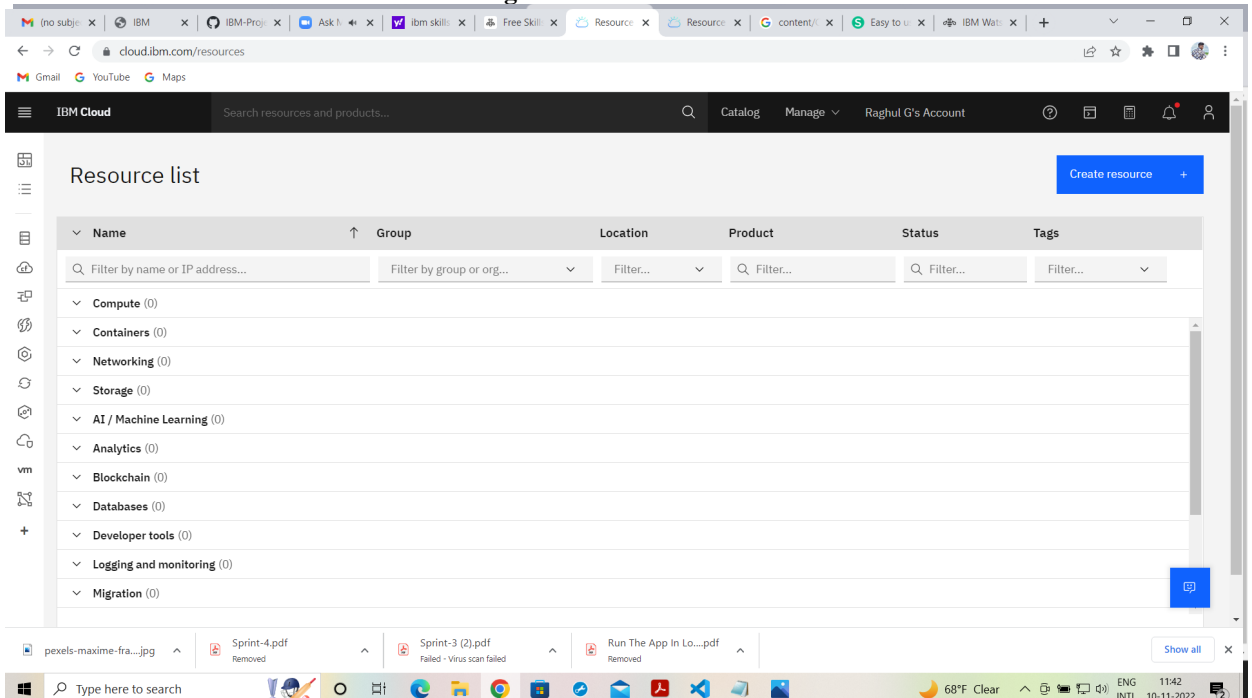 (no subje
IBM
IBM-Proje
Ask N
ibm skills
Free Skill
Resource
Resource
content/
Easy to u
IBM Wats
cloud.ibm.com/resources
Gmail
YouTube
Maps
IBM Cloud
Search resources and products...
Catalog
Manage
Raghul G's Account
Resource list
Create resource +
Name
Group
Location
Product
Status
Tags
Filter by name or IP address...
Filter by group or org...
Filter...
Filter...
Filter...
Filter...
Compute (0)
Containers (0)
Networking (0)
Storage (0)
AI / Machine Learning (0)
vm
Analytics (0)
Blockchain (0)
Databases (0)
Developer tools (0)
Logging and monitoring (0)
Migration (0)
pexels-maxime-fra....jpg
Sprint-4.pdf
Removed
Sprint-3 (2).pdf
Failed - Virus scan failed
Run The App In Lo....pdf
Removed
Show all
Type here to search
68°F Clear
ENG
INTL
11:42
10-11-2022
2